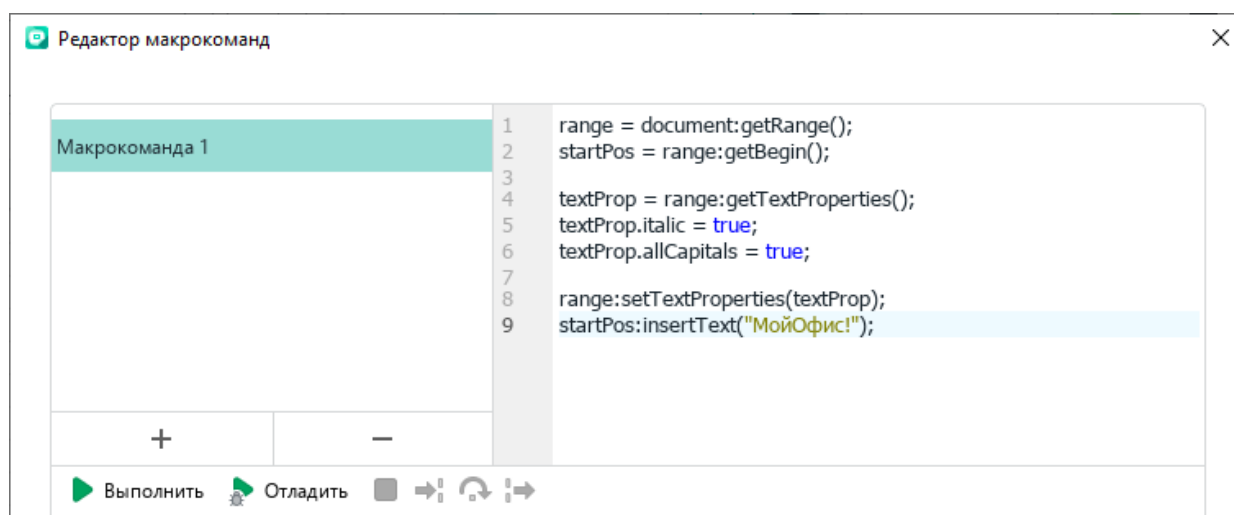 Редактор макрокоманд
Макрокоманда 1
1 range = document:getRange();
2 startPos = range:getBegin();
3
4 textProp = range:getTextProperties();
5 textProp.italic = true;
6 textProp.allCapitals = true;
7
8 range:setTextProperties(textProp);
9 startPos:insertText("МойОфис!");
+ −
Выполнить Отладить